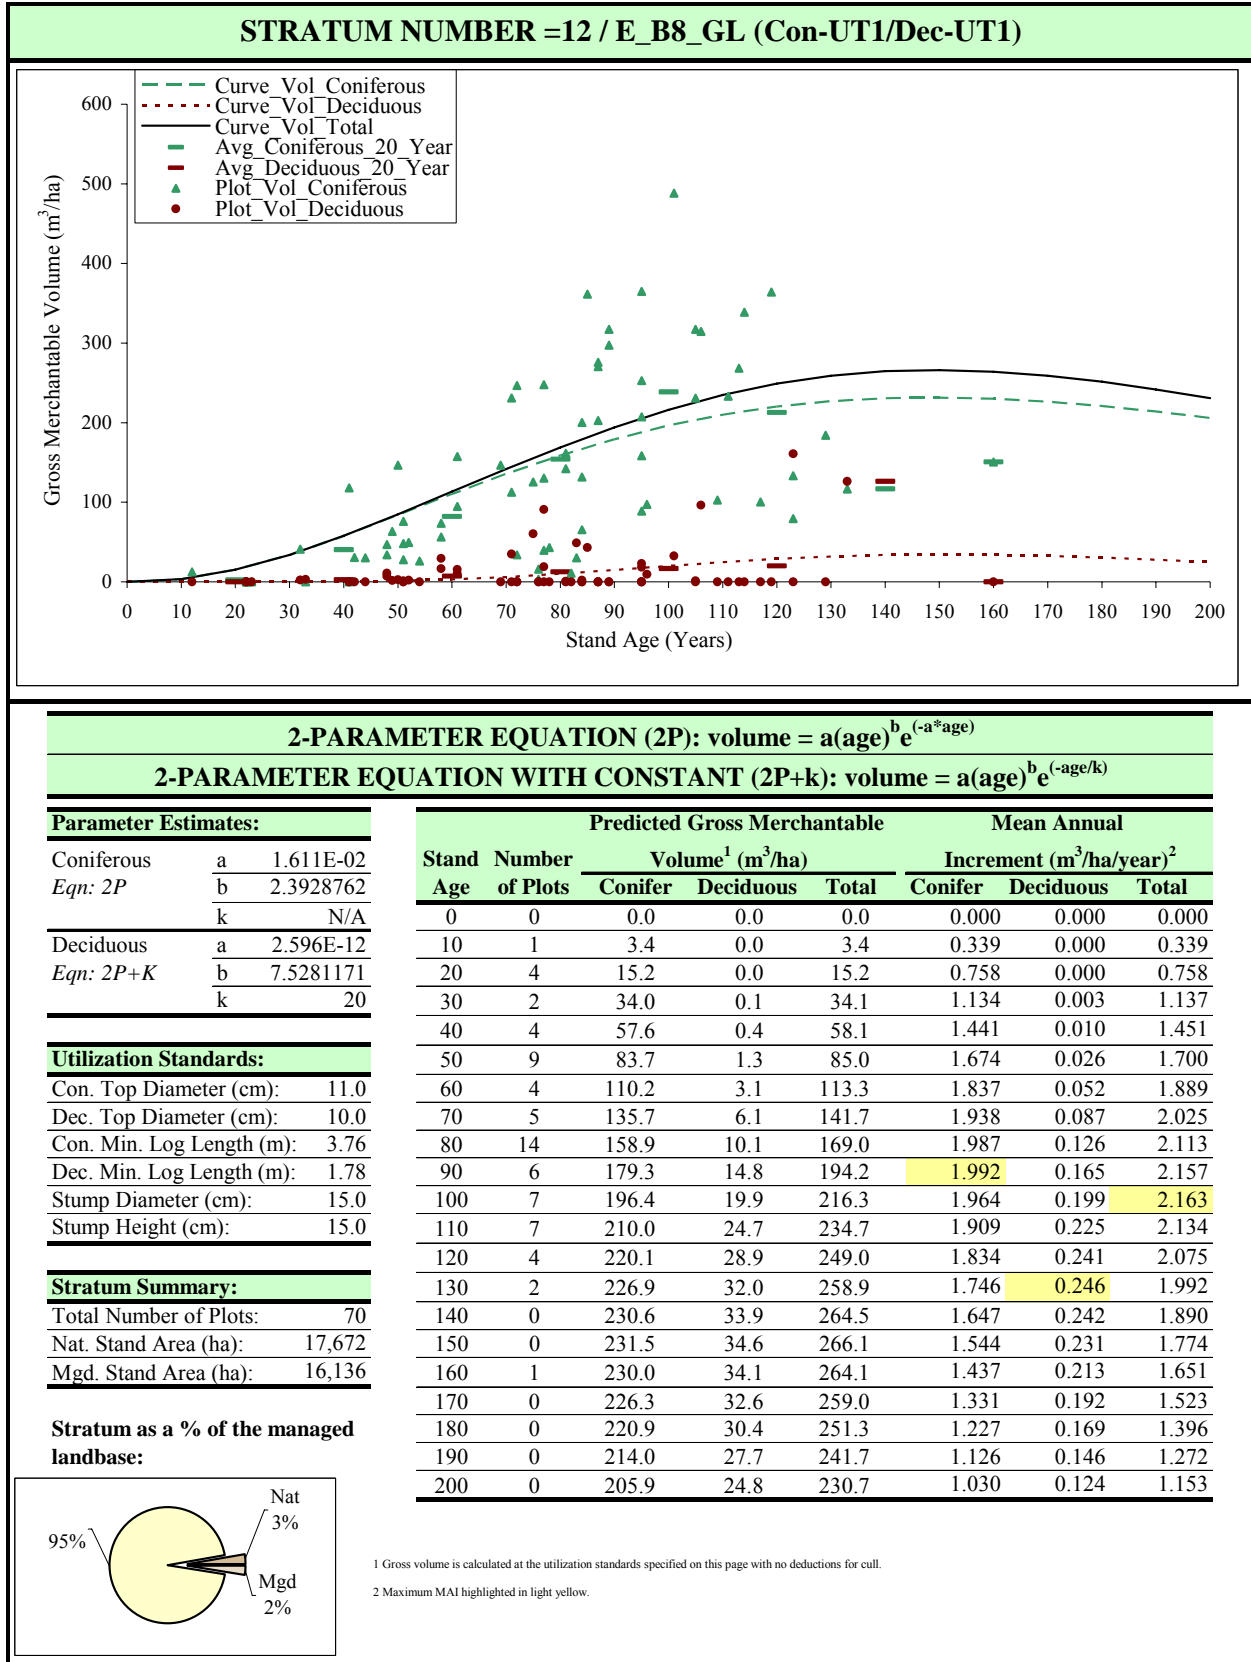 STRATUM NUMBER =12 / E_B8_GL (Con-UT1/Dec-UT1)
Curve_Vol_Coniferous
Curve_Vol_Deciduous
Curve_Vol_Total
Avg_Coniferous_20_Year
Avg_Deciduous_20_Year
Plot_Vol_Coniferous
Plot_Vol_Deciduous
Gross Merchantable Volume (m³/ha)
600
500
400
300
200
100
0
0 10 20 30 40 50 60 70 80 90 100 110 120 130 140 150 160 170 180 190 200
Stand Age (Years)
2-PARAMETER EQUATION (2P): volume = a(age)^b e^(-a*age)
2-PARAMETER EQUATION WITH CONSTANT (2P+k): volume = a(age)^b e^(-age/k)
Parameter Estimates:
Coniferous a 1.611E-02
Eqn: 2P b 2.3928762
k N/A
Deciduous a 2.596E-12
Eqn: 2P+K b 7.5281171
k 20
Utilization Standards:
Con. Top Diameter (cm): 11.0
Dec. Top Diameter (cm): 10.0
Con. Min. Log Length (m): 3.76
Dec. Min. Log Length (m): 1.78
Stump Diameter (cm): 15.0
Stump Height (cm): 15.0
Stratum Summary:
Total Number of Plots: 70
Nat. Stand Area (ha): 17,672
Mgd. Stand Area (ha): 16,136
Stratum as a % of the managed
landbase:
95%
Nat
3%
Mgd
2%
Predicted Gross Merchantable Mean Annual
Stand Number Volume¹ (m³/ha) Increment (m³/ha/year)²
Age of Plots Conifer Deciduous Total Conifer Deciduous Total
0 0 0.0 0.0 0.0 0.000 0.000 0.000
10 1 3.4 0.0 3.4 0.339 0.000 0.339
20 4 15.2 0.0 15.2 0.758 0.000 0.758
30 2 34.0 0.1 34.1 1.134 0.003 1.137
40 4 57.6 0.4 58.1 1.441 0.010 1.451
50 9 83.7 1.3 85.0 1.674 0.026 1.700
60 4 110.2 3.1 113.3 1.837 0.052 1.889
70 5 135.7 6.1 141.7 1.938 0.087 2.025
80 14 158.9 10.1 169.0 1.987 0.126 2.113
90 6 179.3 14.8 194.2 1.992 0.165 2.157
100 7 196.4 19.9 216.3 1.964 0.199 2.163
110 7 210.0 24.7 234.7 1.909 0.225 2.134
120 4 220.1 28.9 249.0 1.834 0.241 2.075
130 2 226.9 32.0 258.9 1.746 0.246 1.992
140 0 230.6 33.9 264.5 1.647 0.242 1.890
150 0 231.5 34.6 266.1 1.544 0.231 1.774
160 1 230.0 34.1 264.1 1.437 0.213 1.651
170 0 226.3 32.6 259.0 1.331 0.192 1.523
180 0 220.9 30.4 251.3 1.227 0.169 1.396
190 0 214.0 27.7 241.7 1.126 0.146 1.272
200 0 205.9 24.8 230.7 1.030 0.124 1.153
1 Gross volume is calculated at the utilization standards specified on this page with no deductions for cull.
2 Maximum MAI highlighted in light yellow.